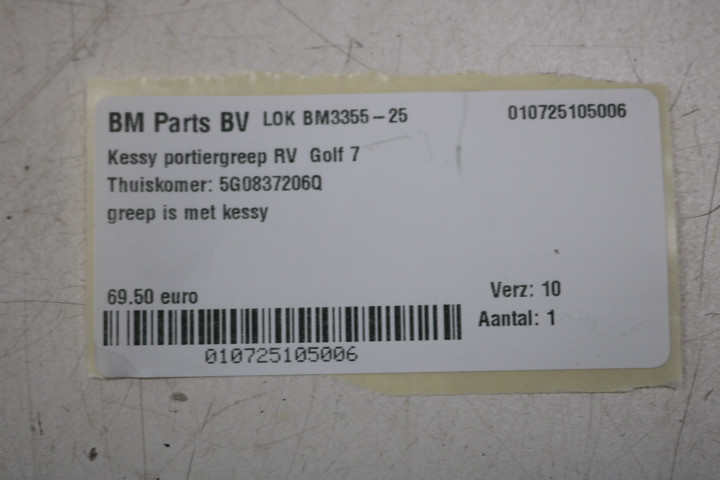 BM Parts BV LOK BM3355-25 010725105006
Kessy portiergreep RV Golf 7
Thuiskomer: 5G0837206Q
greep is met kessy
69.50 euro Verz: 10
Aantal: 1
010725105006